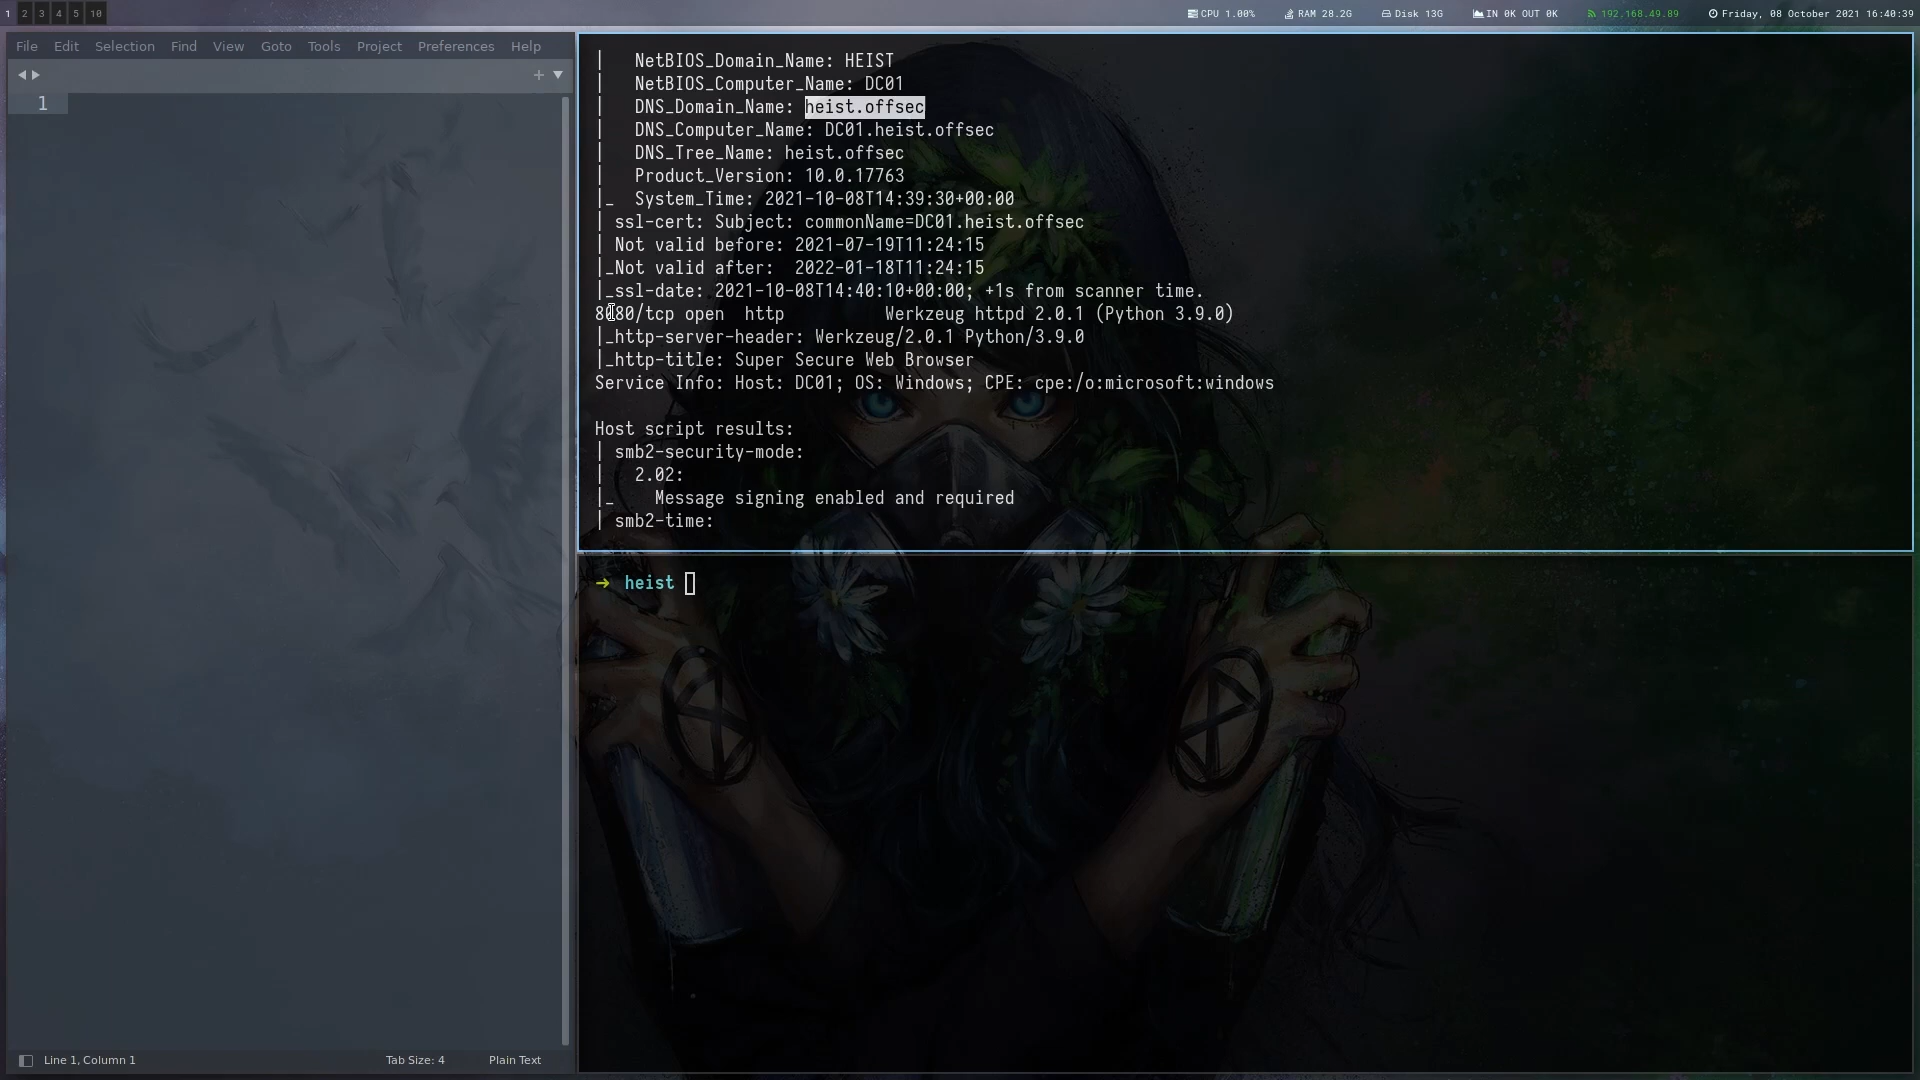 1 2 3 4 5 10
CPU 1.00% RAM 28.2G Disk 13G IN 0K OUT 0K 192.168.49.89 Friday, 08 October 2021 16:40:39
File Edit Selection Find View Goto Tools Project Preferences Help
1
|   NetBIOS_Domain_Name: HEIST
|   NetBIOS_Computer_Name: DC01
|   DNS_Domain_Name: heist.offsec
|   DNS_Computer_Name: DC01.heist.offsec
|   DNS_Tree_Name: heist.offsec
|   Product_Version: 10.0.17763
|_  System_Time: 2021-10-08T14:39:30+00:00
| ssl-cert: Subject: commonName=DC01.heist.offsec
| Not valid before: 2021-07-19T11:24:15
|_Not valid after:  2022-01-18T11:24:15
|_ssl-date: 2021-10-08T14:40:10+00:00; +1s from scanner time.
8080/tcp open  http          Werkzeug httpd 2.0.1 (Python 3.9.0)
|_http-server-header: Werkzeug/2.0.1 Python/3.9.0
|_http-title: Super Secure Web Browser
Service Info: Host: DC01; OS: Windows; CPE: cpe:/o:microsoft:windows
Host script results:
| smb2-security-mode:
|   2.02:
|_    Message signing enabled and required
| smb2-time:
→ heist
Line 1, Column 1 Tab Size: 4 Plain Text